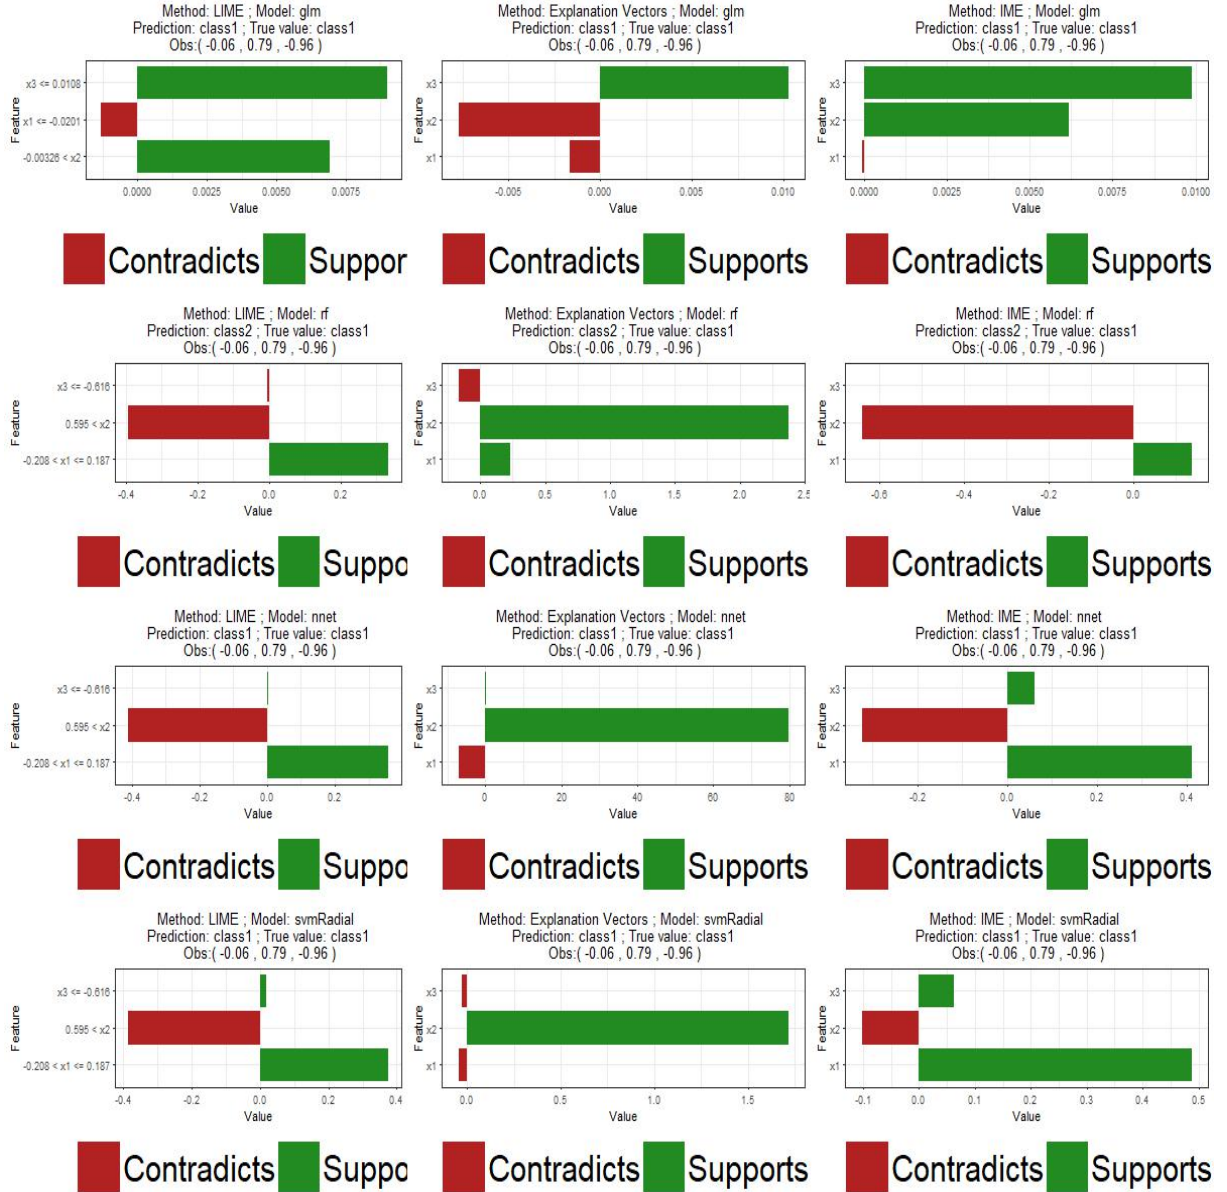 Method: LIME ; Model: glm
Prediction: class1 ; True value: class1
Obs:( -0.06 , 0.79 , -0.96 )
Feature
x3 <= 0.0108
x1 <= -0.0201
-0.00328 < x2
0.0000 0.0025 0.0050 0.0075
Value
Contradicts Suppor
Method: Explanation Vectors ; Model: glm
Prediction: class1 ; True value: class1
Obs:( -0.06 , 0.79 , -0.96 )
Feature
x3
x2
x1
-0.005 0.000 0.005 0.010
Value
Contradicts Supports
Method: IME ; Model: glm
Prediction: class1 ; True value: class1
Obs:( -0.06 , 0.79 , -0.96 )
Feature
x3
x2
x1
0.0000 0.0025 0.0050 0.0075 0.0100
Value
Contradicts Supports
Method: LIME ; Model: rf
Prediction: class2 ; True value: class1
Obs:( -0.06 , 0.79 , -0.96 )
Feature
x3 <= -0.616
0.595 < x2
-0.208 < x1 <= 0.187
-0.4 -0.2 0.0 0.2
Value
Contradicts Suppo
Method: Explanation Vectors ; Model: rf
Prediction: class2 ; True value: class1
Obs:( -0.06 , 0.79 , -0.96 )
Feature
x3
x2
x1
0.0 0.5 1.0 1.5 2.0 2.5
Value
Contradicts Supports
Method: IME ; Model: rf
Prediction: class2 ; True value: class1
Obs:( -0.06 , 0.79 , -0.96 )
Feature
x3
x2
x1
-0.6 -0.4 -0.2 0.0
Value
Contradicts Supports
Method: LIME ; Model: nnet
Prediction: class1 ; True value: class1
Obs:( -0.06 , 0.79 , -0.96 )
Feature
x3 <= -0.616
0.595 < x2
-0.208 < x1 <= 0.187
-0.4 -0.2 0.0 0.2
Value
Contradicts Suppo
Method: Explanation Vectors ; Model: nnet
Prediction: class1 ; True value: class1
Obs:( -0.06 , 0.79 , -0.96 )
Feature
x3
x2
x1
0 20 40 60 80
Value
Contradicts Supports
Method: IME ; Model: nnet
Prediction: class1 ; True value: class1
Obs:( -0.06 , 0.79 , -0.96 )
Feature
x3
x2
x1
-0.2 0.0 0.2 0.4
Value
Contradicts Supports
Method: LIME ; Model: svmRadial
Prediction: class1 ; True value: class1
Obs:( -0.06 , 0.79 , -0.96 )
Feature
x3 <= -0.616
0.595 < x2
-0.208 < x1 <= 0.187
-0.4 -0.2 0.0 0.2 0.4
Value
Contradicts Suppo
Method: Explanation Vectors ; Model: svmRadial
Prediction: class1 ; True value: class1
Obs:( -0.06 , 0.79 , -0.96 )
Feature
x3
x2
x1
0.0 0.5 1.0 1.5
Value
Contradicts Supports
Method: IME ; Model: svmRadial
Prediction: class1 ; True value: class1
Obs:( -0.06 , 0.79 , -0.96 )
Feature
x3
x2
x1
-0.1 0.0 0.1 0.2 0.3 0.4 0.5
Value
Contradicts Supports